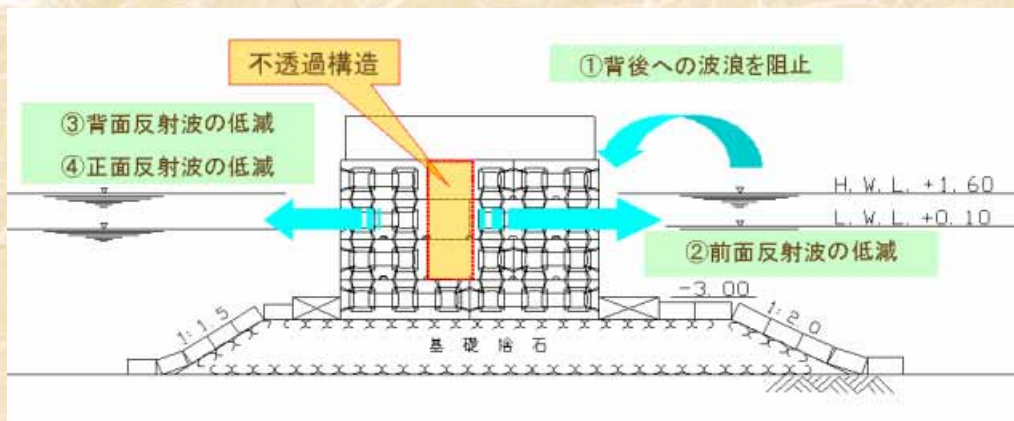 不透過構造
①背後への波浪を阻止
③背面反射波の低減
④正面反射波の低減
H. W. L. +1. 60
L. W. L. +0. 10
②前面反射波の低減
-3. 00
1:1. 5
1:2. 0
基礎捨石